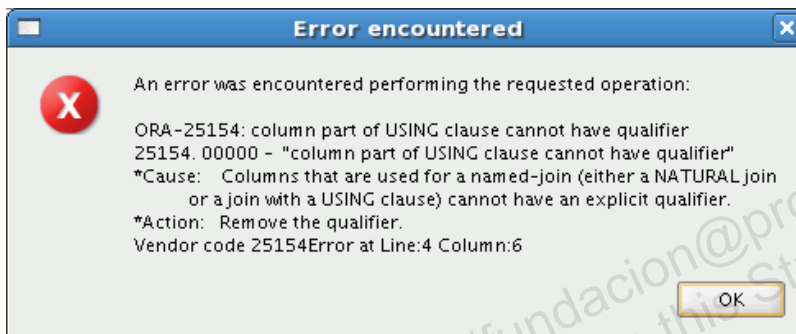 Error encountered
An error was encountered performing the requested operation:
ORA-25154: column part of USING clause cannot have qualifier
25154. 00000 - "column part of USING clause cannot have qualifier"
*Cause: Columns that are used for a named-join (either a NATURAL join
or a join with a USING clause) cannot have an explicit qualifier.
*Action: Remove the qualifier.
Vendor code 25154Error at Line:4 Column:6
OK